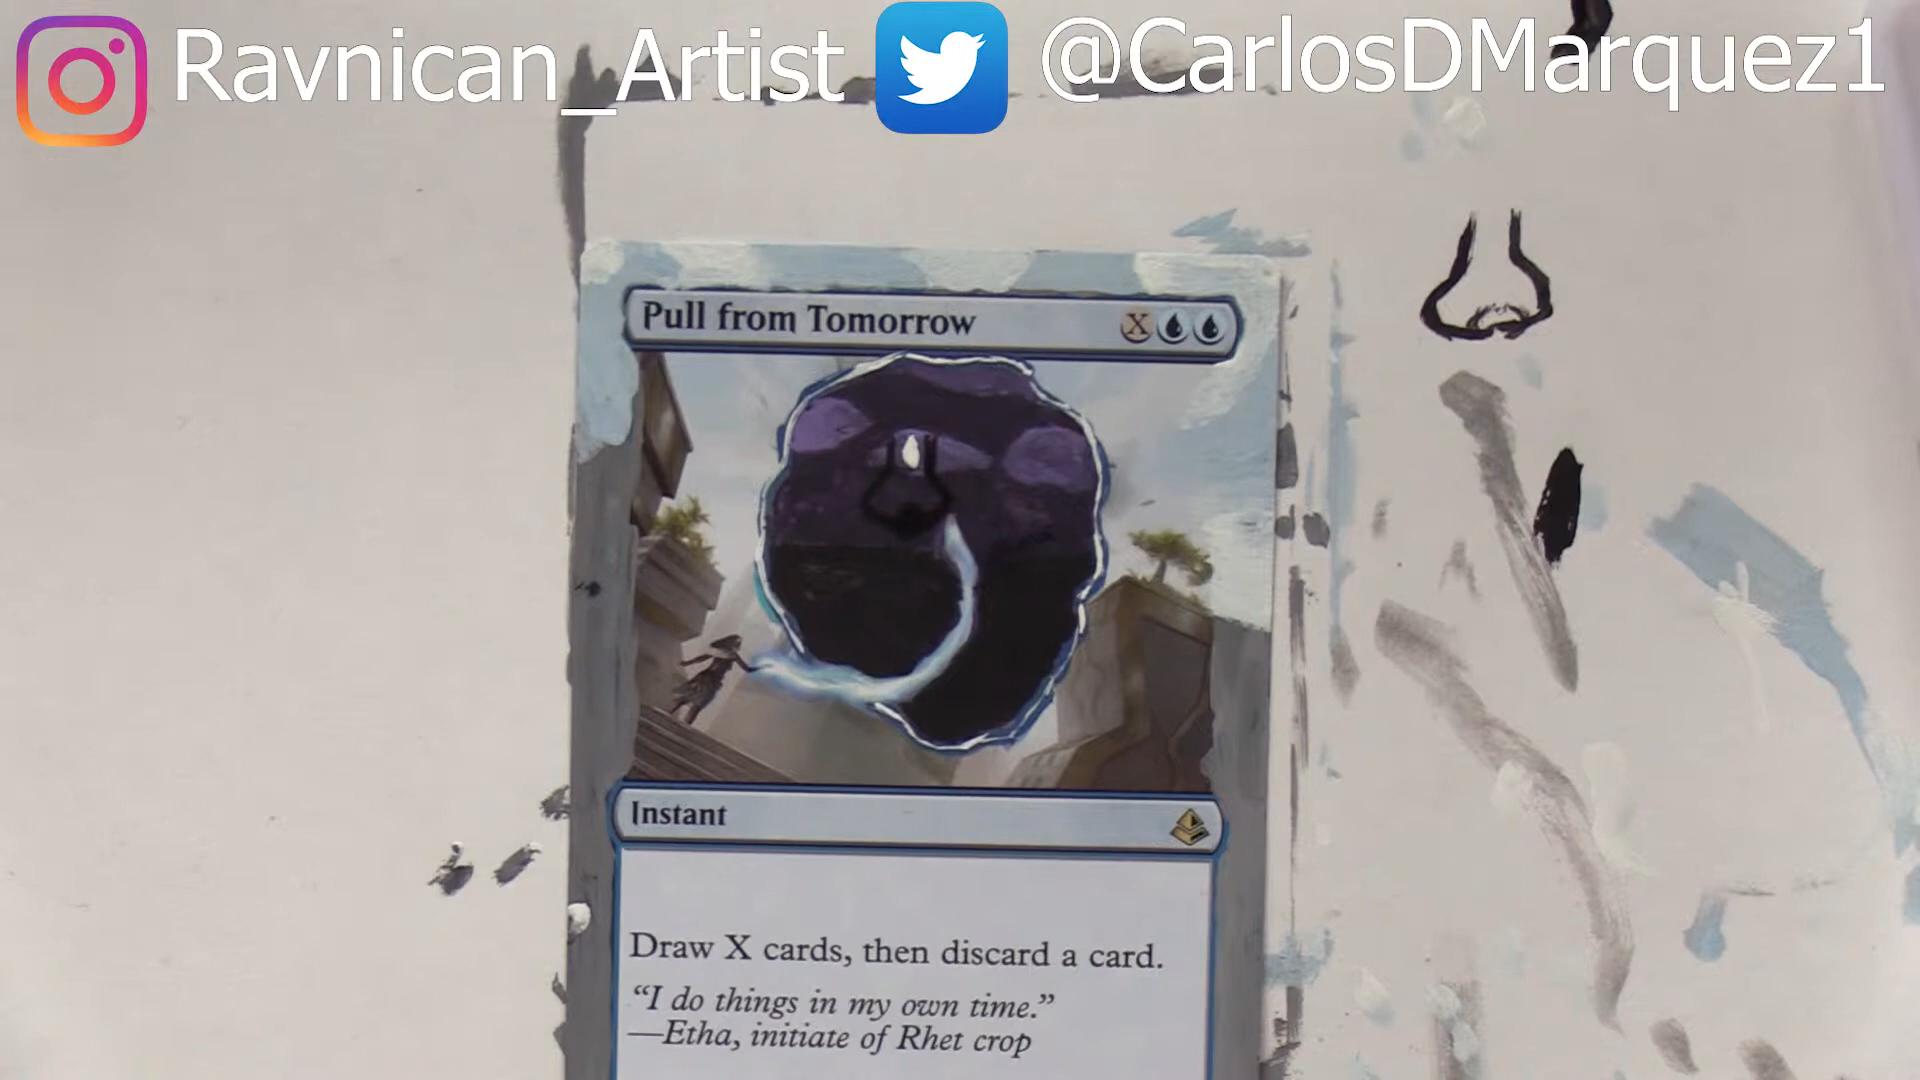 Ravnican_Artist @CarlosDMarquez1
Pull from Tomorrow X
Instant
Draw X cards, then discard a card.
“I do things in my own time.”
—Etha, initiate of Rhet crop